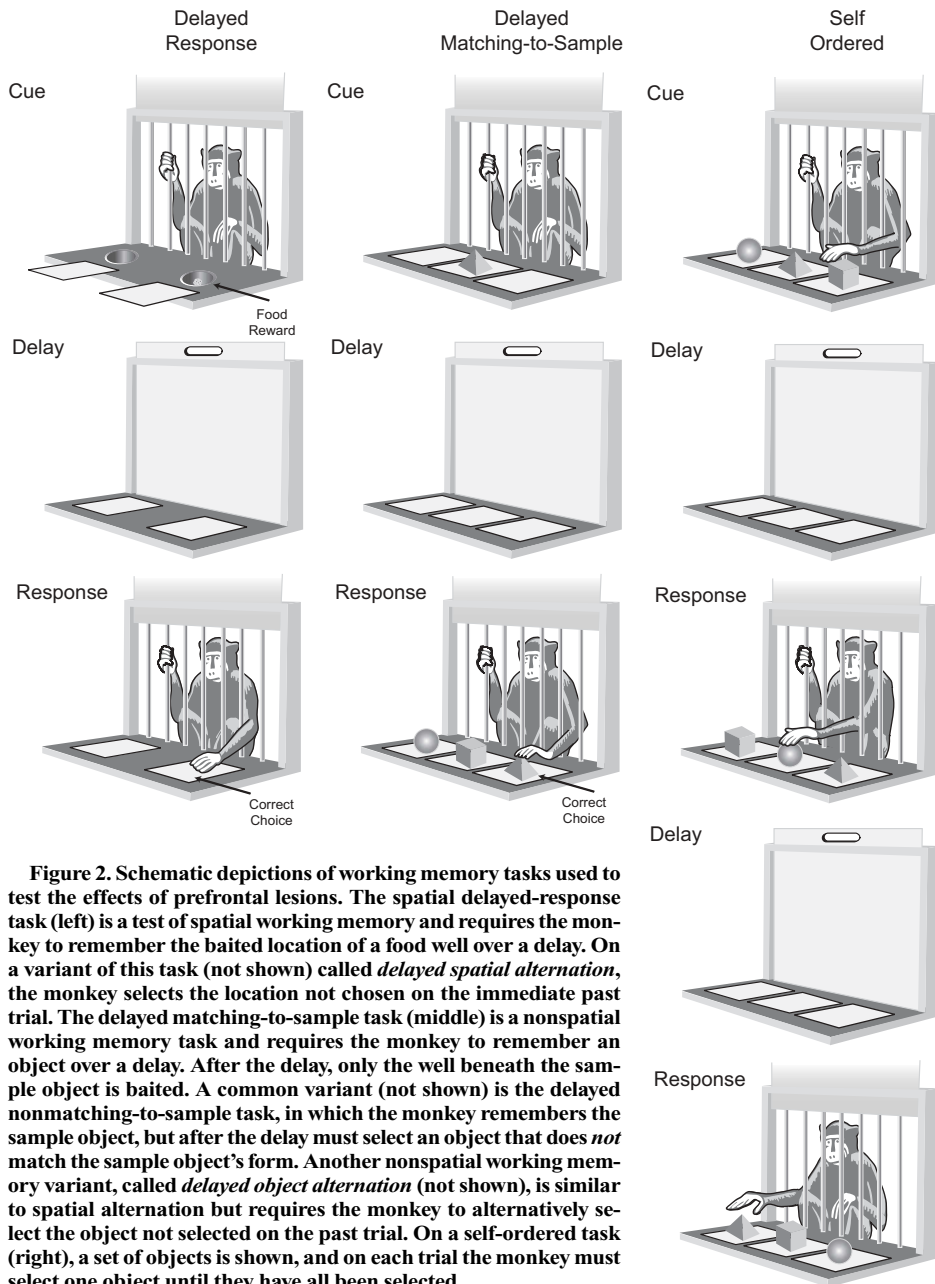 Delayed
Response
Delayed
Matching-to-Sample
Self
Ordered
Cue
Cue
Cue
Food
Reward
Delay
Delay
Delay
Response
Response
Response
Correct
Choice
Correct
Choice
Delay
Response
Figure 2. Schematic depictions of working memory tasks used to
test the effects of prefrontal lesions. The spatial delayed-response
task (left) is a test of spatial working memory and requires the mon-
key to remember the baited location of a food well over a delay. On
a variant of this task (not shown) called delayed spatial alternation,
the monkey selects the location not chosen on the immediate past
trial. The delayed matching-to-sample task (middle) is a nonspatial
working memory task and requires the monkey to remember an
object over a delay. After the delay, only the well beneath the sam-
ple object is baited. A common variant (not shown) is the delayed
nonmatching-to-sample task, in which the monkey remembers the
sample object, but after the delay must select an object that does not
match the sample object's form. Another nonspatial working mem-
ory variant, called delayed object alternation (not shown), is similar
to spatial alternation but requires the monkey to alternatively se-
lect the object not selected on the past trial. On a self-ordered task
(right), a set of objects is shown, and on each trial the monkey must
select one object until they have all been selected.